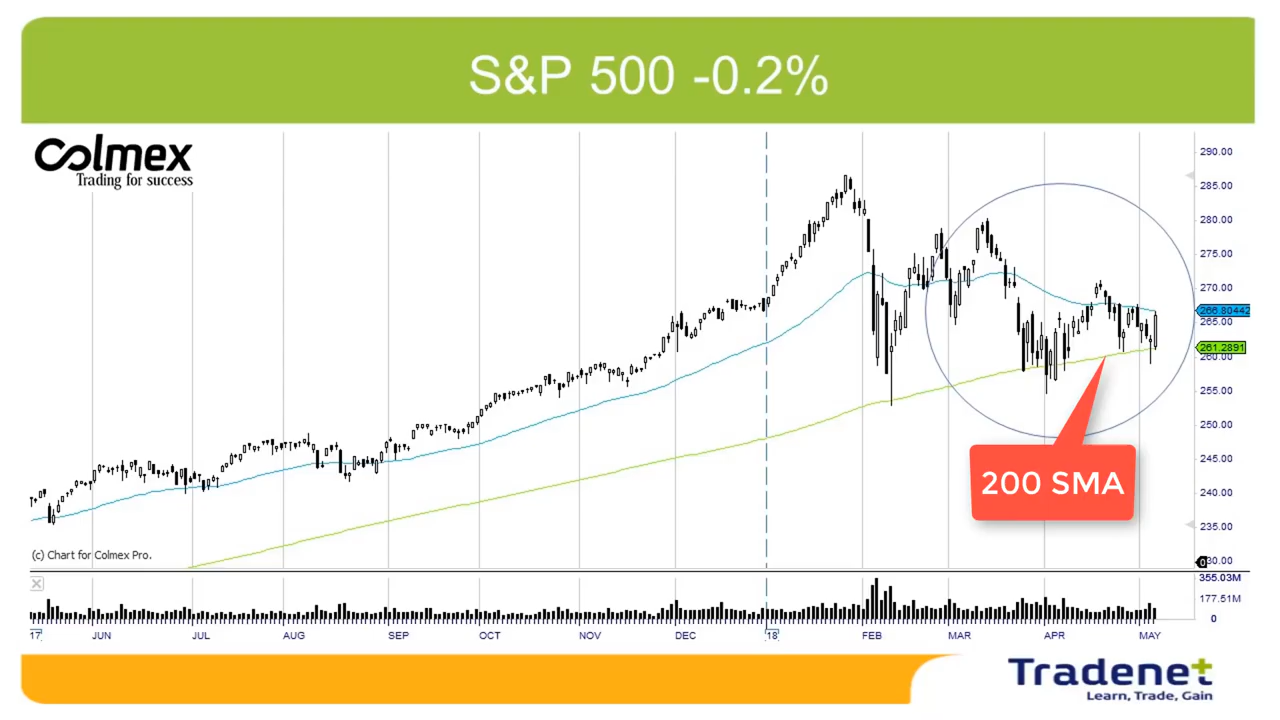 S&P 500 -0.2%
Colmex
Trading for success
290.00
285.00
280.00
275.00
270.00
266.80442
265.00
261.2891
260.00
255.00
250.00
200 SMA
245.00
240.00
235.00
(c) Chart for Colmex Pro.
0
230.00
355.03M
177.51M
0
17 JUN JUL AUG SEP OCT NOV DEC 18 FEB MAR APR MAY
Tradenet
Learn, Trade, Gain